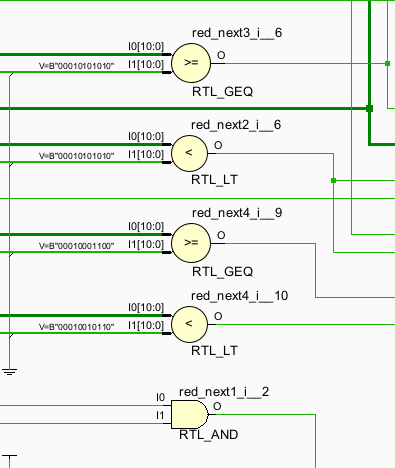 red_next3_i__6
I0[10:0]
O
V=B"00010101010"
I1[10:0]
>=
RTL_GEQ
red_next2_i__6
I0[10:0]
O
V=B"00010101010"
I1[10:0]
<
RTL_LT
red_next4_i__9
I0[10:0]
O
V=B"00010001100"
I1[10:0]
>=
RTL_GEQ
red_next4_i__10
I0[10:0]
O
V=B"00010010110"
I1[10:0]
<
RTL_LT
red_next1_i__2
I0
O
I1
RTL_AND